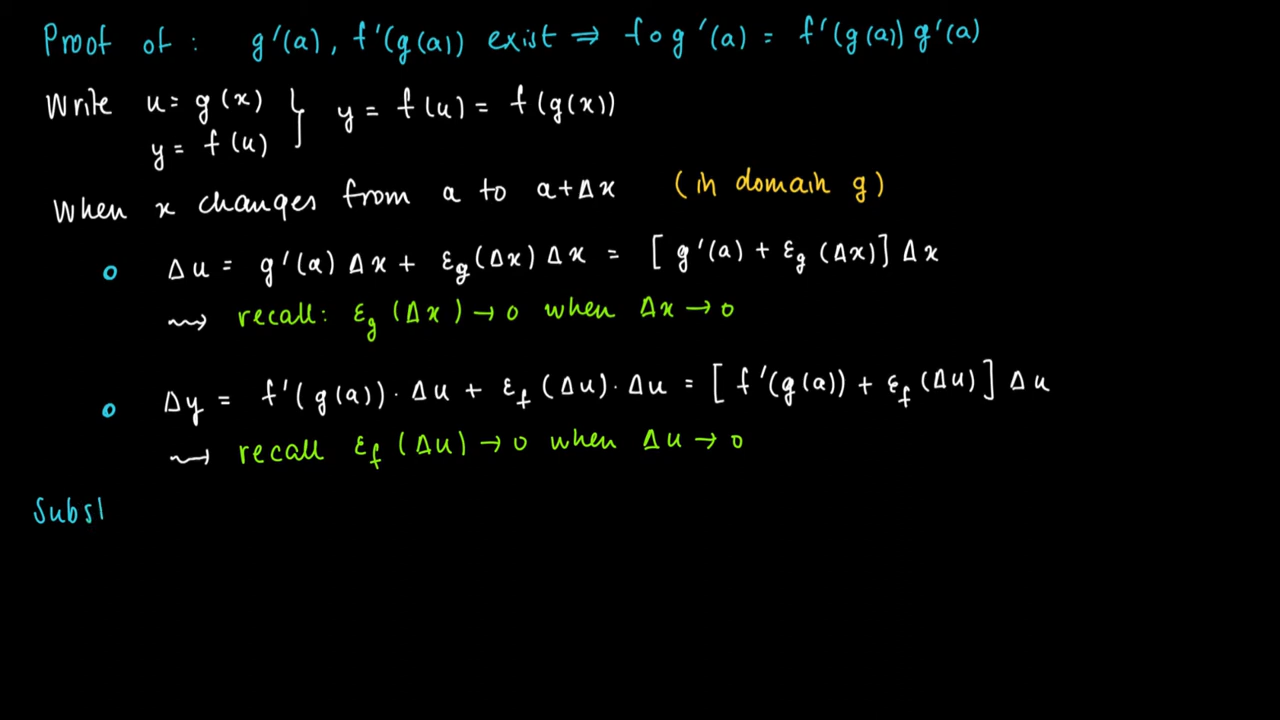 Proof of: g'(a), f'(g(a)) exist ⇒ f∘g'(a) = f'(g(a)) g'(a)
Write u = g(x) } y = f(u) = f(g(x))
y = f(u)
When x changes from a to a+Δx (in domain g)
o Δu = g'(a) Δx + ε_g(Δx) Δx = [g'(a) + ε_g(Δx)] Δx
⇝ recall: ε_g(Δx) → 0 when Δx → 0
o Δy = f'(g(a)) · Δu + ε_f(Δu) · Δu = [f'(g(a)) + ε_f(Δu)] Δu
⇝ recall ε_f(Δu) → 0 when Δu → 0
Subs